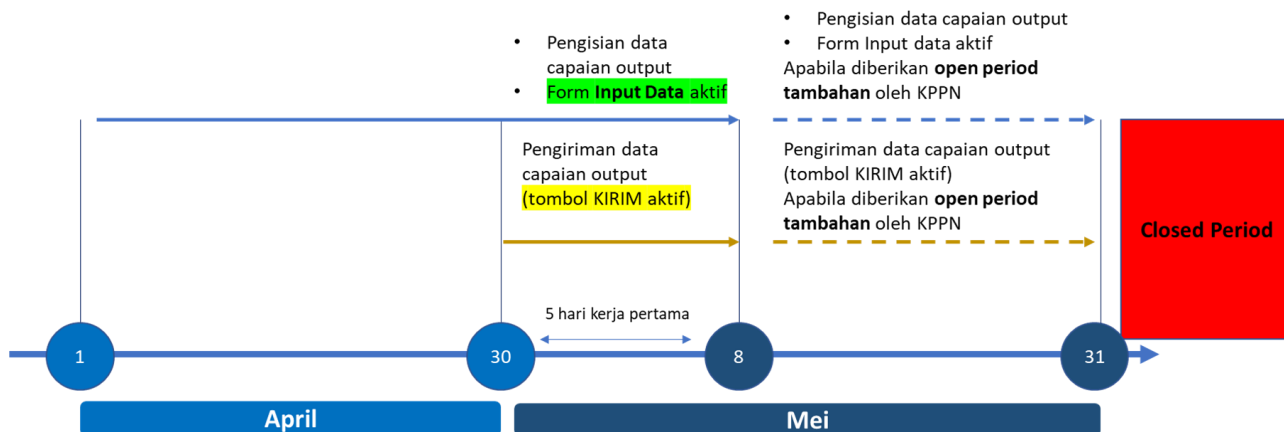 • Pengisian data
capaian output
• Form Input Data aktif
• Pengisian data capaian output
• Form Input data aktif
Apabila diberikan open period
tambahan oleh KPPN
Pengiriman data
capaian output
(tombol KIRIM aktif)
Pengiriman data capaian output
(tombol KIRIM aktif)
Apabila diberikan open period
tambahan oleh KPPN
Closed Period
5 hari kerja pertama
1
30
8
31
April
Mei